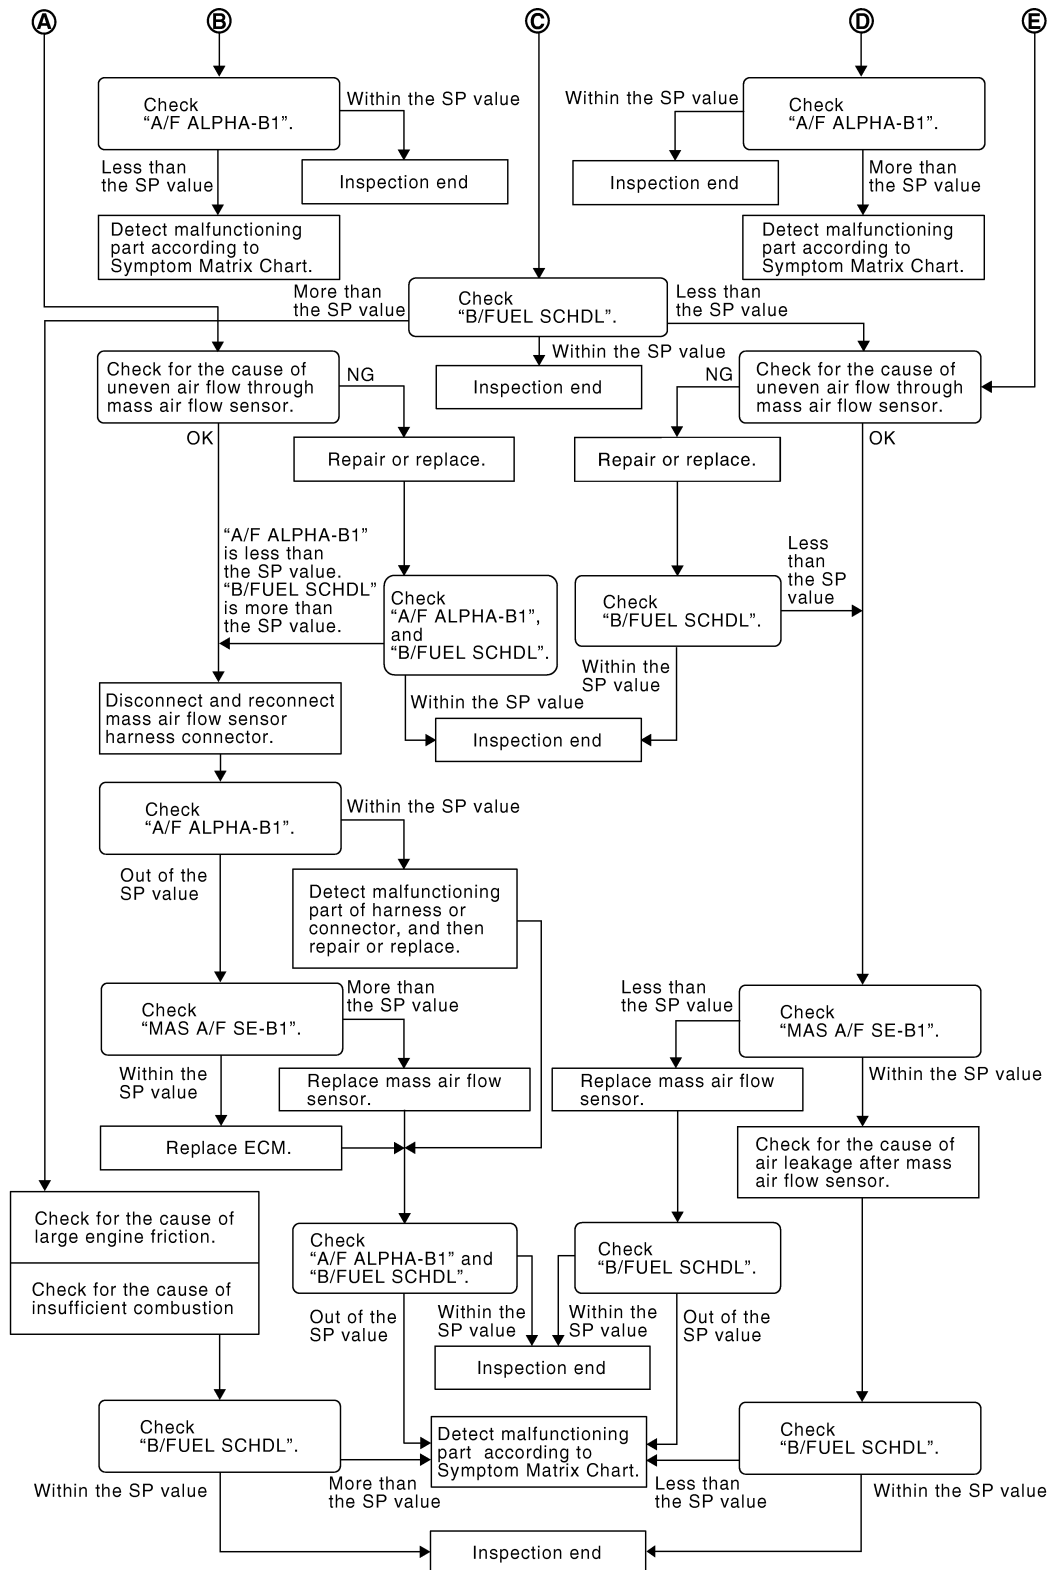 A
B
C
D
E
Check
“A/F ALPHA-B1”.
Within the SP value
Less than
the SP value
Inspection end
Detect malfunctioning
part according to
Symptom Matrix Chart.
Within the SP value
Check
“A/F ALPHA-B1”.
Inspection end
More than
the SP value
Detect malfunctioning
part according to
Symptom Matrix Chart.
More than
the SP value
Check
“B/FUEL SCHDL”.
Less than
the SP value
Within the SP value
Inspection end
Check for the cause of
uneven air flow through
mass air flow sensor.
NG
OK
Repair or replace.
NG
Check for the cause of
uneven air flow through
mass air flow sensor.
OK
Repair or replace.
“A/F ALPHA-B1”
is less than
the SP value.
“B/FUEL SCHDL”
is more than
the SP value.
Check
“A/F ALPHA-B1”,
and
“B/FUEL SCHDL”.
Within the SP value
Check
“B/FUEL SCHDL”.
Less
than
the SP
value
Within the
SP value
Inspection end
Disconnect and reconnect
mass air flow sensor
harness connector.
Check
“A/F ALPHA-B1”.
Within the SP value
Out of the
SP value
Detect malfunctioning
part of harness or
connector, and then
repair or replace.
Check
“MAS A/F SE-B1”.
More than
the SP value
Within the
SP value
Replace mass air flow
sensor.
Replace ECM.
Less than
the SP value
Check
“MAS A/F SE-B1”.
Within the SP value
Replace mass air flow
sensor.
Check for the cause of
air leakage after mass
air flow sensor.
Check for the cause of
large engine friction.
Check for the cause of
insufficient combustion
Check
“A/F ALPHA-B1” and
“B/FUEL SCHDL”.
Out of the
SP value
Within the
SP value
Check
“B/FUEL SCHDL”.
Within the
SP value
Out of the
SP value
Inspection end
Check
“B/FUEL SCHDL”.
Within the SP value
More than
the SP value
Detect malfunctioning
part according to
Symptom Matrix Chart.
Check
“B/FUEL SCHDL”.
Less than
the SP value
Within the SP value
Inspection end